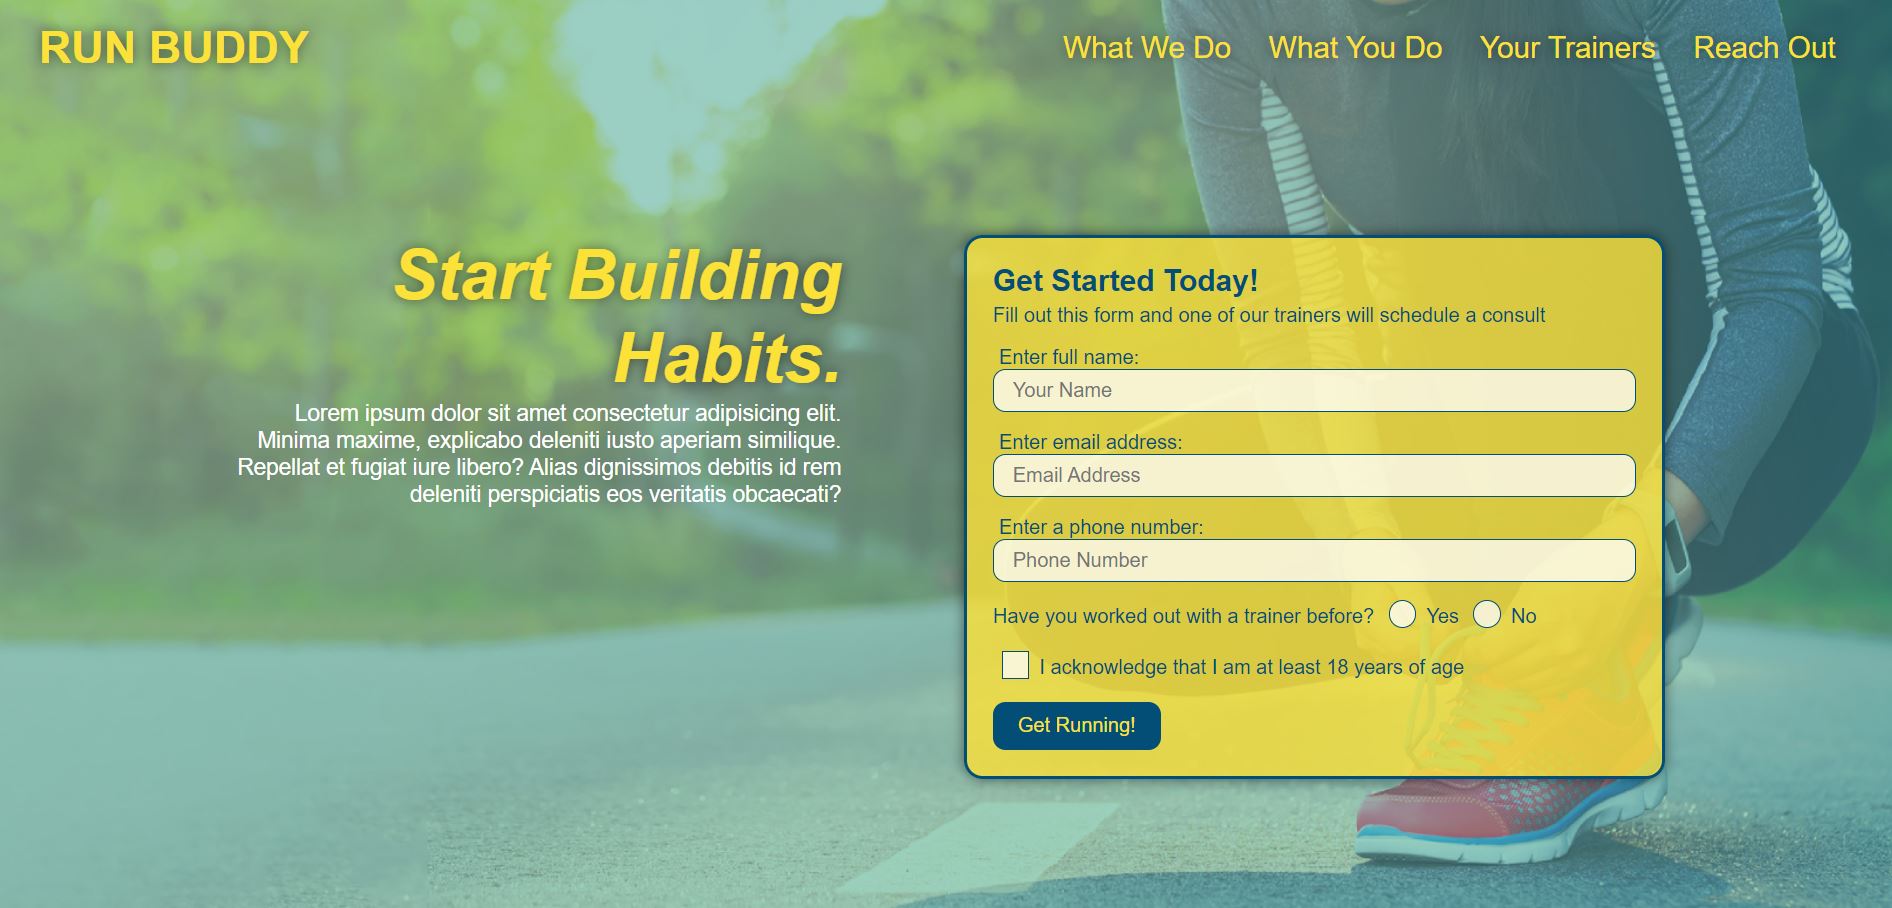 RUN BUDDY
What We Do What You Do Your Trainers Reach Out
Start Building
Habits.
Lorem ipsum dolor sit amet consectetur adipisicing elit.
Minima maxime, explicabo deleniti iusto aperiam similique.
Repellat et fugiat iure libero? Alias dignissimos debitis id rem
deleniti perspiciatis eos veritatis obcaecati?
Get Started Today!
Fill out this form and one of our trainers will schedule a consult
Enter full name:
Your Name
Enter email address:
Email Address
Enter a phone number:
Phone Number
Have you worked out with a trainer before? Yes No
I acknowledge that I am at least 18 years of age
Get Running!